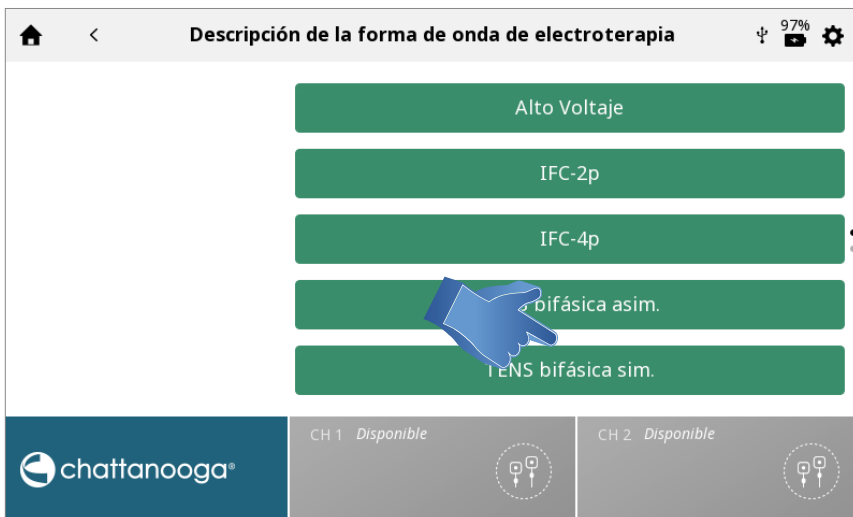 Descripción de la forma de onda de electroterapia
97%
Alto Voltaje
IFC-2p
IFC-4p
bifásica asim.
TENS bifásica sim.
chattanooga®
CH 1 Disponible
CH 2 Disponible